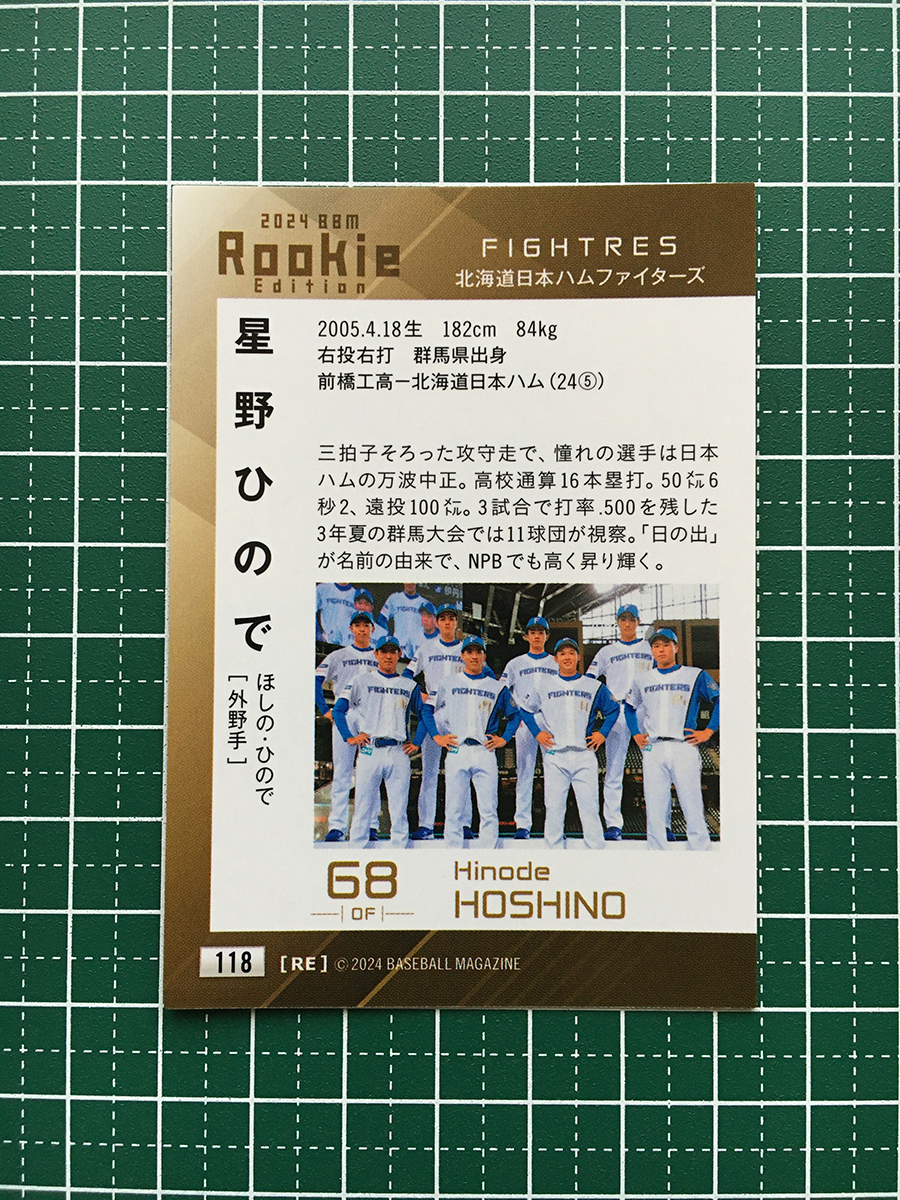 2024 BBM
Rookie
Edition
FIGHTRES
北海道日本ハムファイターズ
星野ひので
ほしの・ひので
[外野手]
2005.4.18生 182cm 84kg
右投右打 群馬県出身
前橋工高ー北海道日本ハム(24⑤)
三拍子そろった攻守走で、憧れの選手は日本
ハムの万波中正。高校通算16本塁打。50㍍6
秒2、遠投100㍍。3試合で打率.500を残した
3年夏の群馬大会では11球団が視察。「日の出」
が名前の由来で、NPBでも高く昇り輝く。
FIGHTERS
FIGHTERS
FIGHTERS
FIGHTERS
FIGHTERS
FIGHTERS
68
OF
Hinode
HOSHINO
118
[RE] ©2024 BASEBALL MAGAZINE